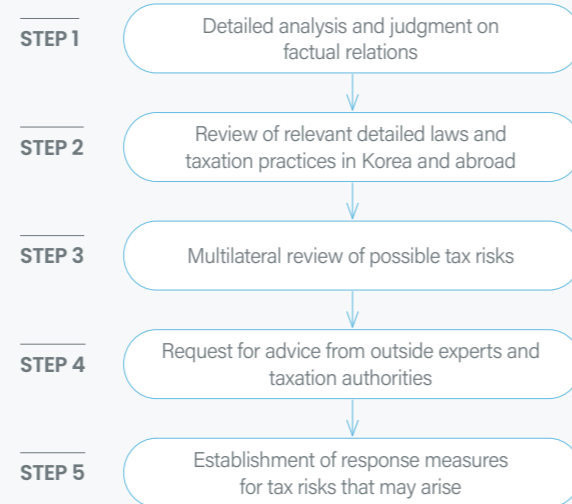 STEP 1
Detailed analysis and judgment on
factual relations
STEP 2
Review of relevant detailed laws and
taxation practices in Korea and abroad
STEP 3
Multilateral review of possible tax risks
STEP 4
Request for advice from outside experts and
taxation authorities
STEP 5
Establishment of response measures
for tax risks that may arise